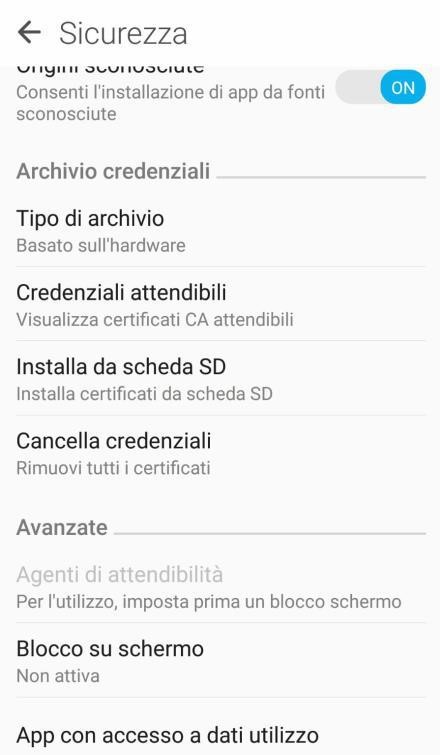 Sicurezza
Origini sconosciute
Consenti l'installazione di app da fonti
sconosciute
ON
Archivio credenziali
Tipo di archivio
Basato sull'hardware
Credenziali attendibili
Visualizza certificati CA attendibili
Installa da scheda SD
Installa certificati da scheda SD
Cancella credenziali
Rimuovi tutti i certificati
Avanzate
Agenti di attendibilità
Per l'utilizzo, imposta prima un blocco schermo
Blocco su schermo
Non attiva
App con accesso a dati utilizzo